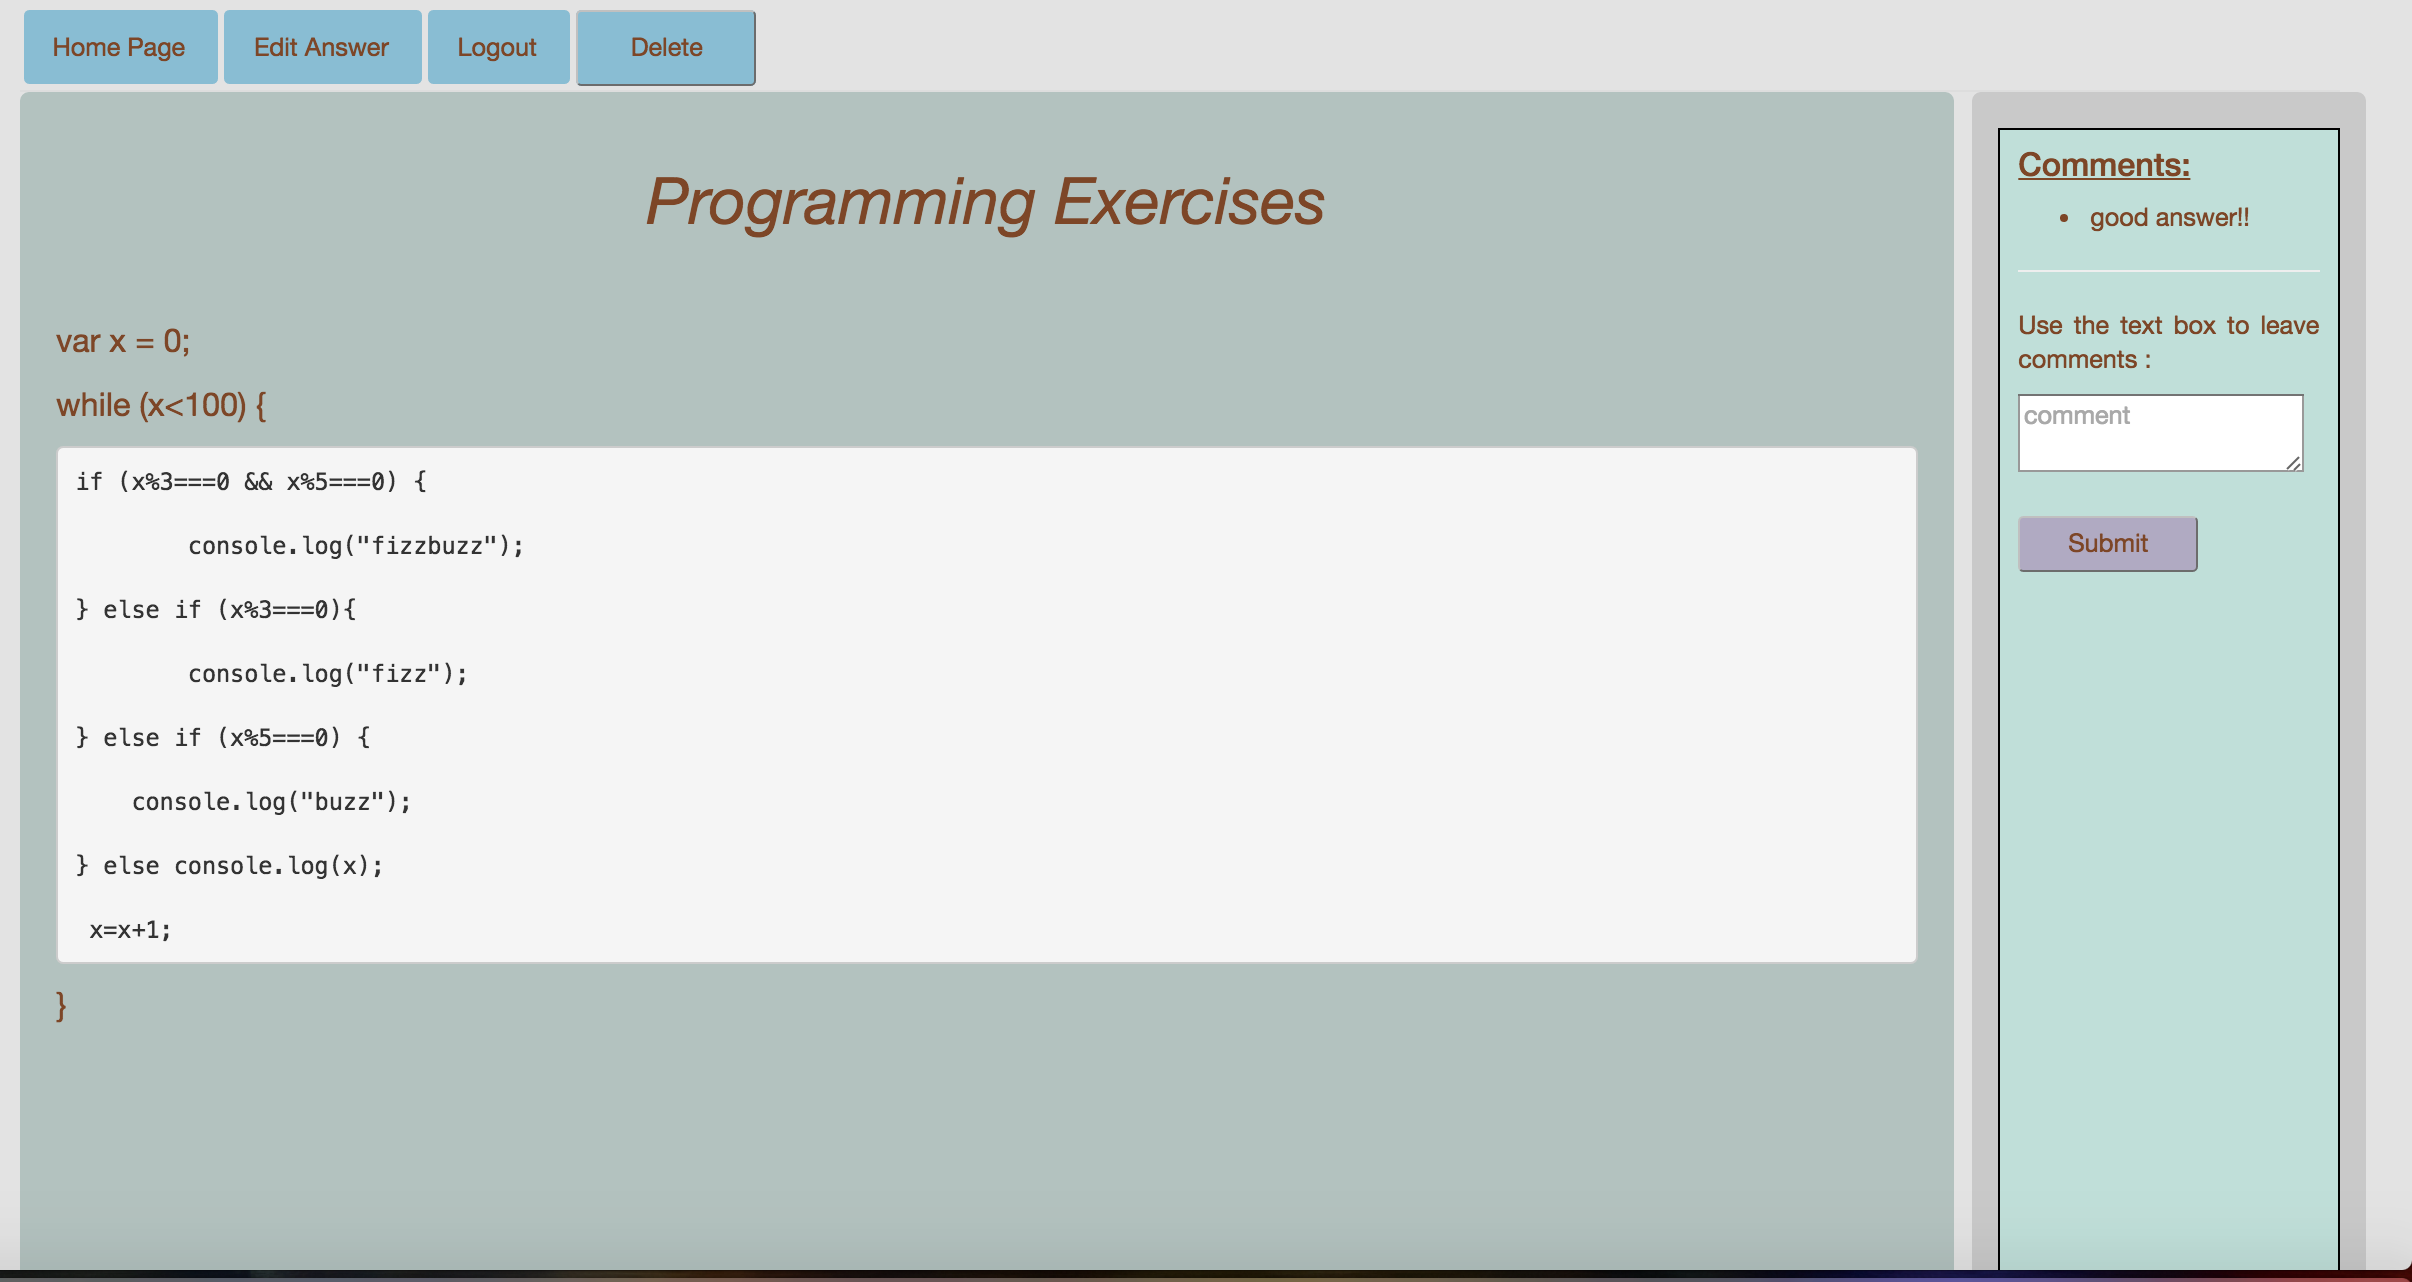 Home Page Edit Answer Logout Delete
Programming Exercises
var x = 0;
while (x<100) {
if (x%3===0 && x%5===0) {
console.log("fizzbuzz");
} else if (x%3===0){
console.log("fizz");
} else if (x%5===0) {
console.log("buzz");
} else console.log(x);
x=x+1;
}
Comments:
• good answer!!
Use the text box to leave
comments :
comment
Submit